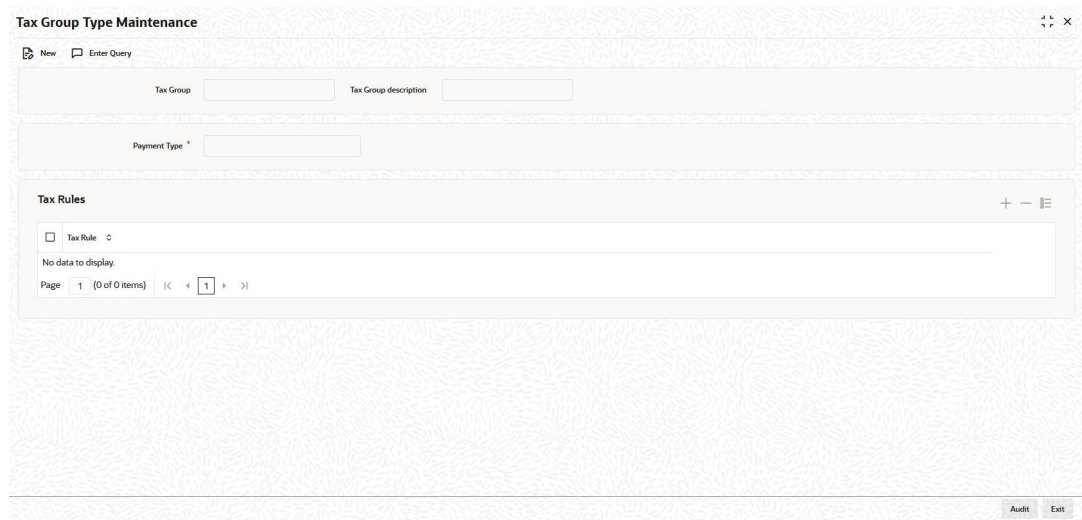 Tax Group Type Maintenance
New Enter Query
Tax Group Tax Group description
Payment Type *
Tax Rules
Tax Rule
No data to display.
Page 1 (0 of 0 items) 1
Audit Exit